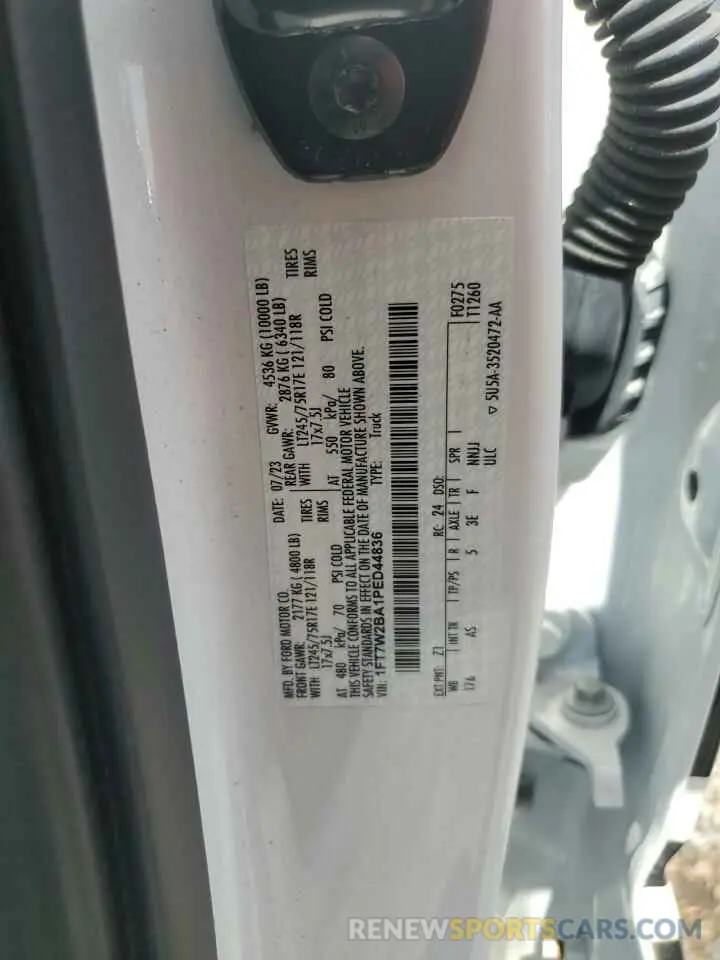 MFD. BY FORD MOTOR CO.
DATE: 07/23 GVWR: 4536 KG (10000 LB)
FRONT GAWR: 2177 KG ( 4800 LB) REAR GAWR: 2876 KG ( 6340 LB)
WITH LT245/75R17E 121/118R TIRES WITH LT245/75R17E 121/118R TIRES
17x7.5J RIMS 17x7.5J RIMS
AT 480 kPa/ 70 PSI COLD AT 550 kPa/ 80 PSI COLD
THIS VEHICLE CONFORMS TO ALL APPLICABLE FEDERAL MOTOR VEHICLE
SAFETY STANDARDS IN EFFECT ON THE DATE OF MANUFACTURE SHOWN ABOVE.
VIN: 1FT7W2BA1PED44836 TYPE: Truck
EXT PNT: Z1 RC: 24 DSO: F0275
WB INT TR TP/PS R AXLE TR SPR T1260
176 AS 5 3E F NNJJ
ULC 5U5A-3520472-AA
RENEWSPORTSCARS.COM